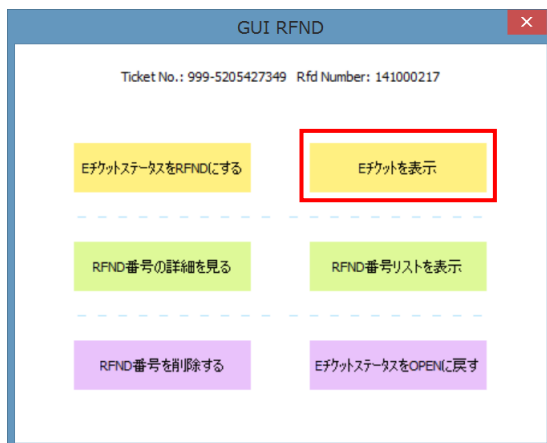 GUI RFND
Ticket No.: 999-5205427349 Rfd Number: 141000217
EチケットステータスをRFNDにする
Eチケットを表示
RFND番号の詳細を見る
RFND番号リストを表示
RFND番号を削除する
EチケットステータスをOPENに戻す